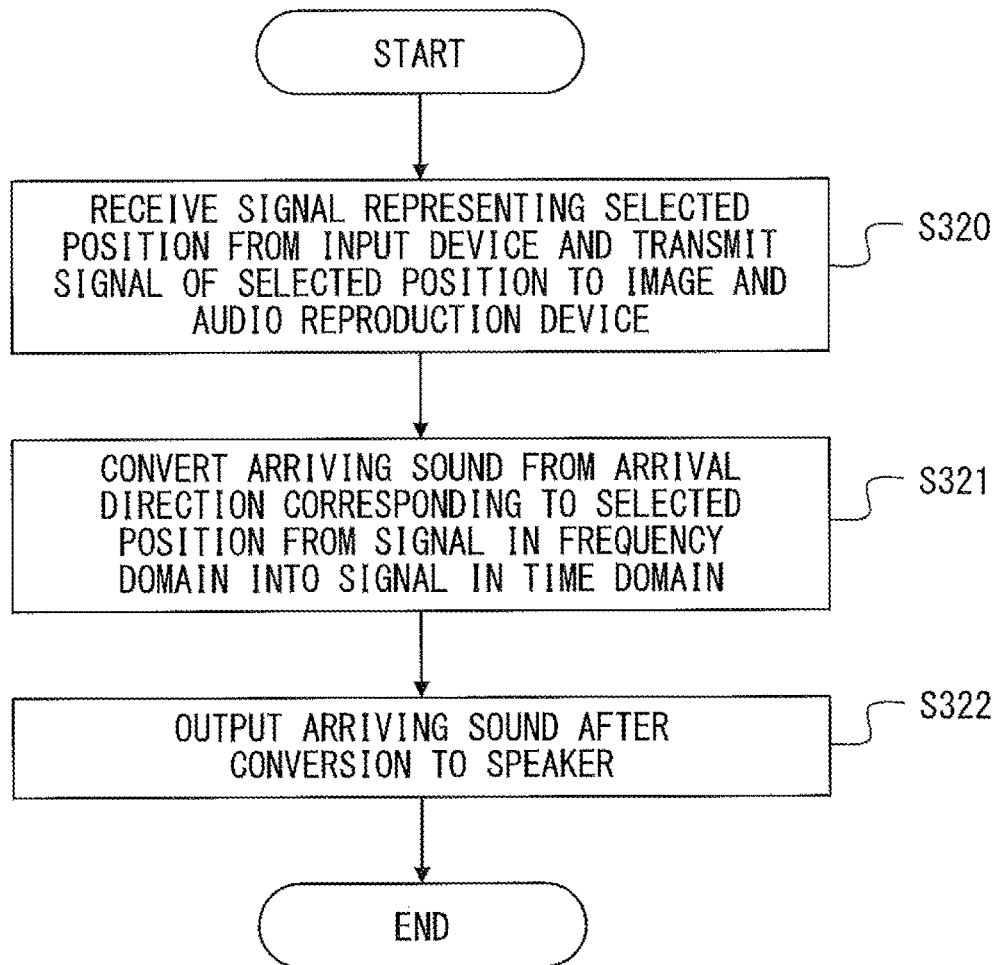 START
RECEIVE SIGNAL REPRESENTING SELECTED
POSITION FROM INPUT DEVICE AND TRANSMIT
SIGNAL OF SELECTED POSITION TO IMAGE AND
AUDIO REPRODUCTION DEVICE
S320
CONVERT ARRIVING SOUND FROM ARRIVAL
DIRECTION CORRESPONDING TO SELECTED
POSITION FROM SIGNAL IN FREQUENCY
DOMAIN INTO SIGNAL IN TIME DOMAIN
S321
OUTPUT ARRIVING SOUND AFTER
CONVERSION TO SPEAKER
S322
END